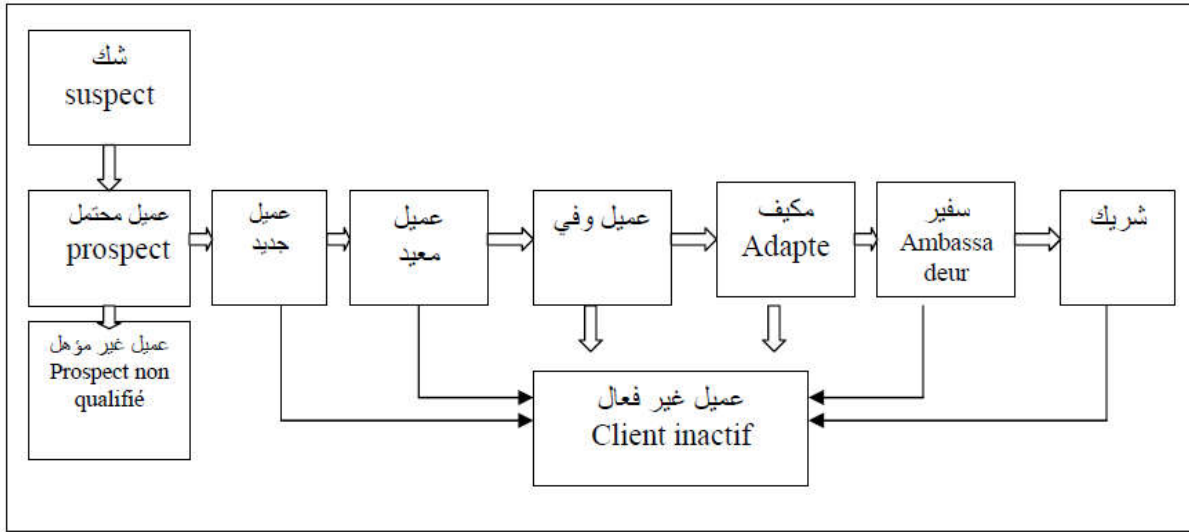 شك
suspect
عميل محتمل
prospect
عميل
جديد
عميل
معيد
عميل وفي
مكيف
Adapte
سفير
Ambassa
deur
شريك
عميل غير مؤهل
Prospect non
qualifié
عميل غير فعال
Client inactif